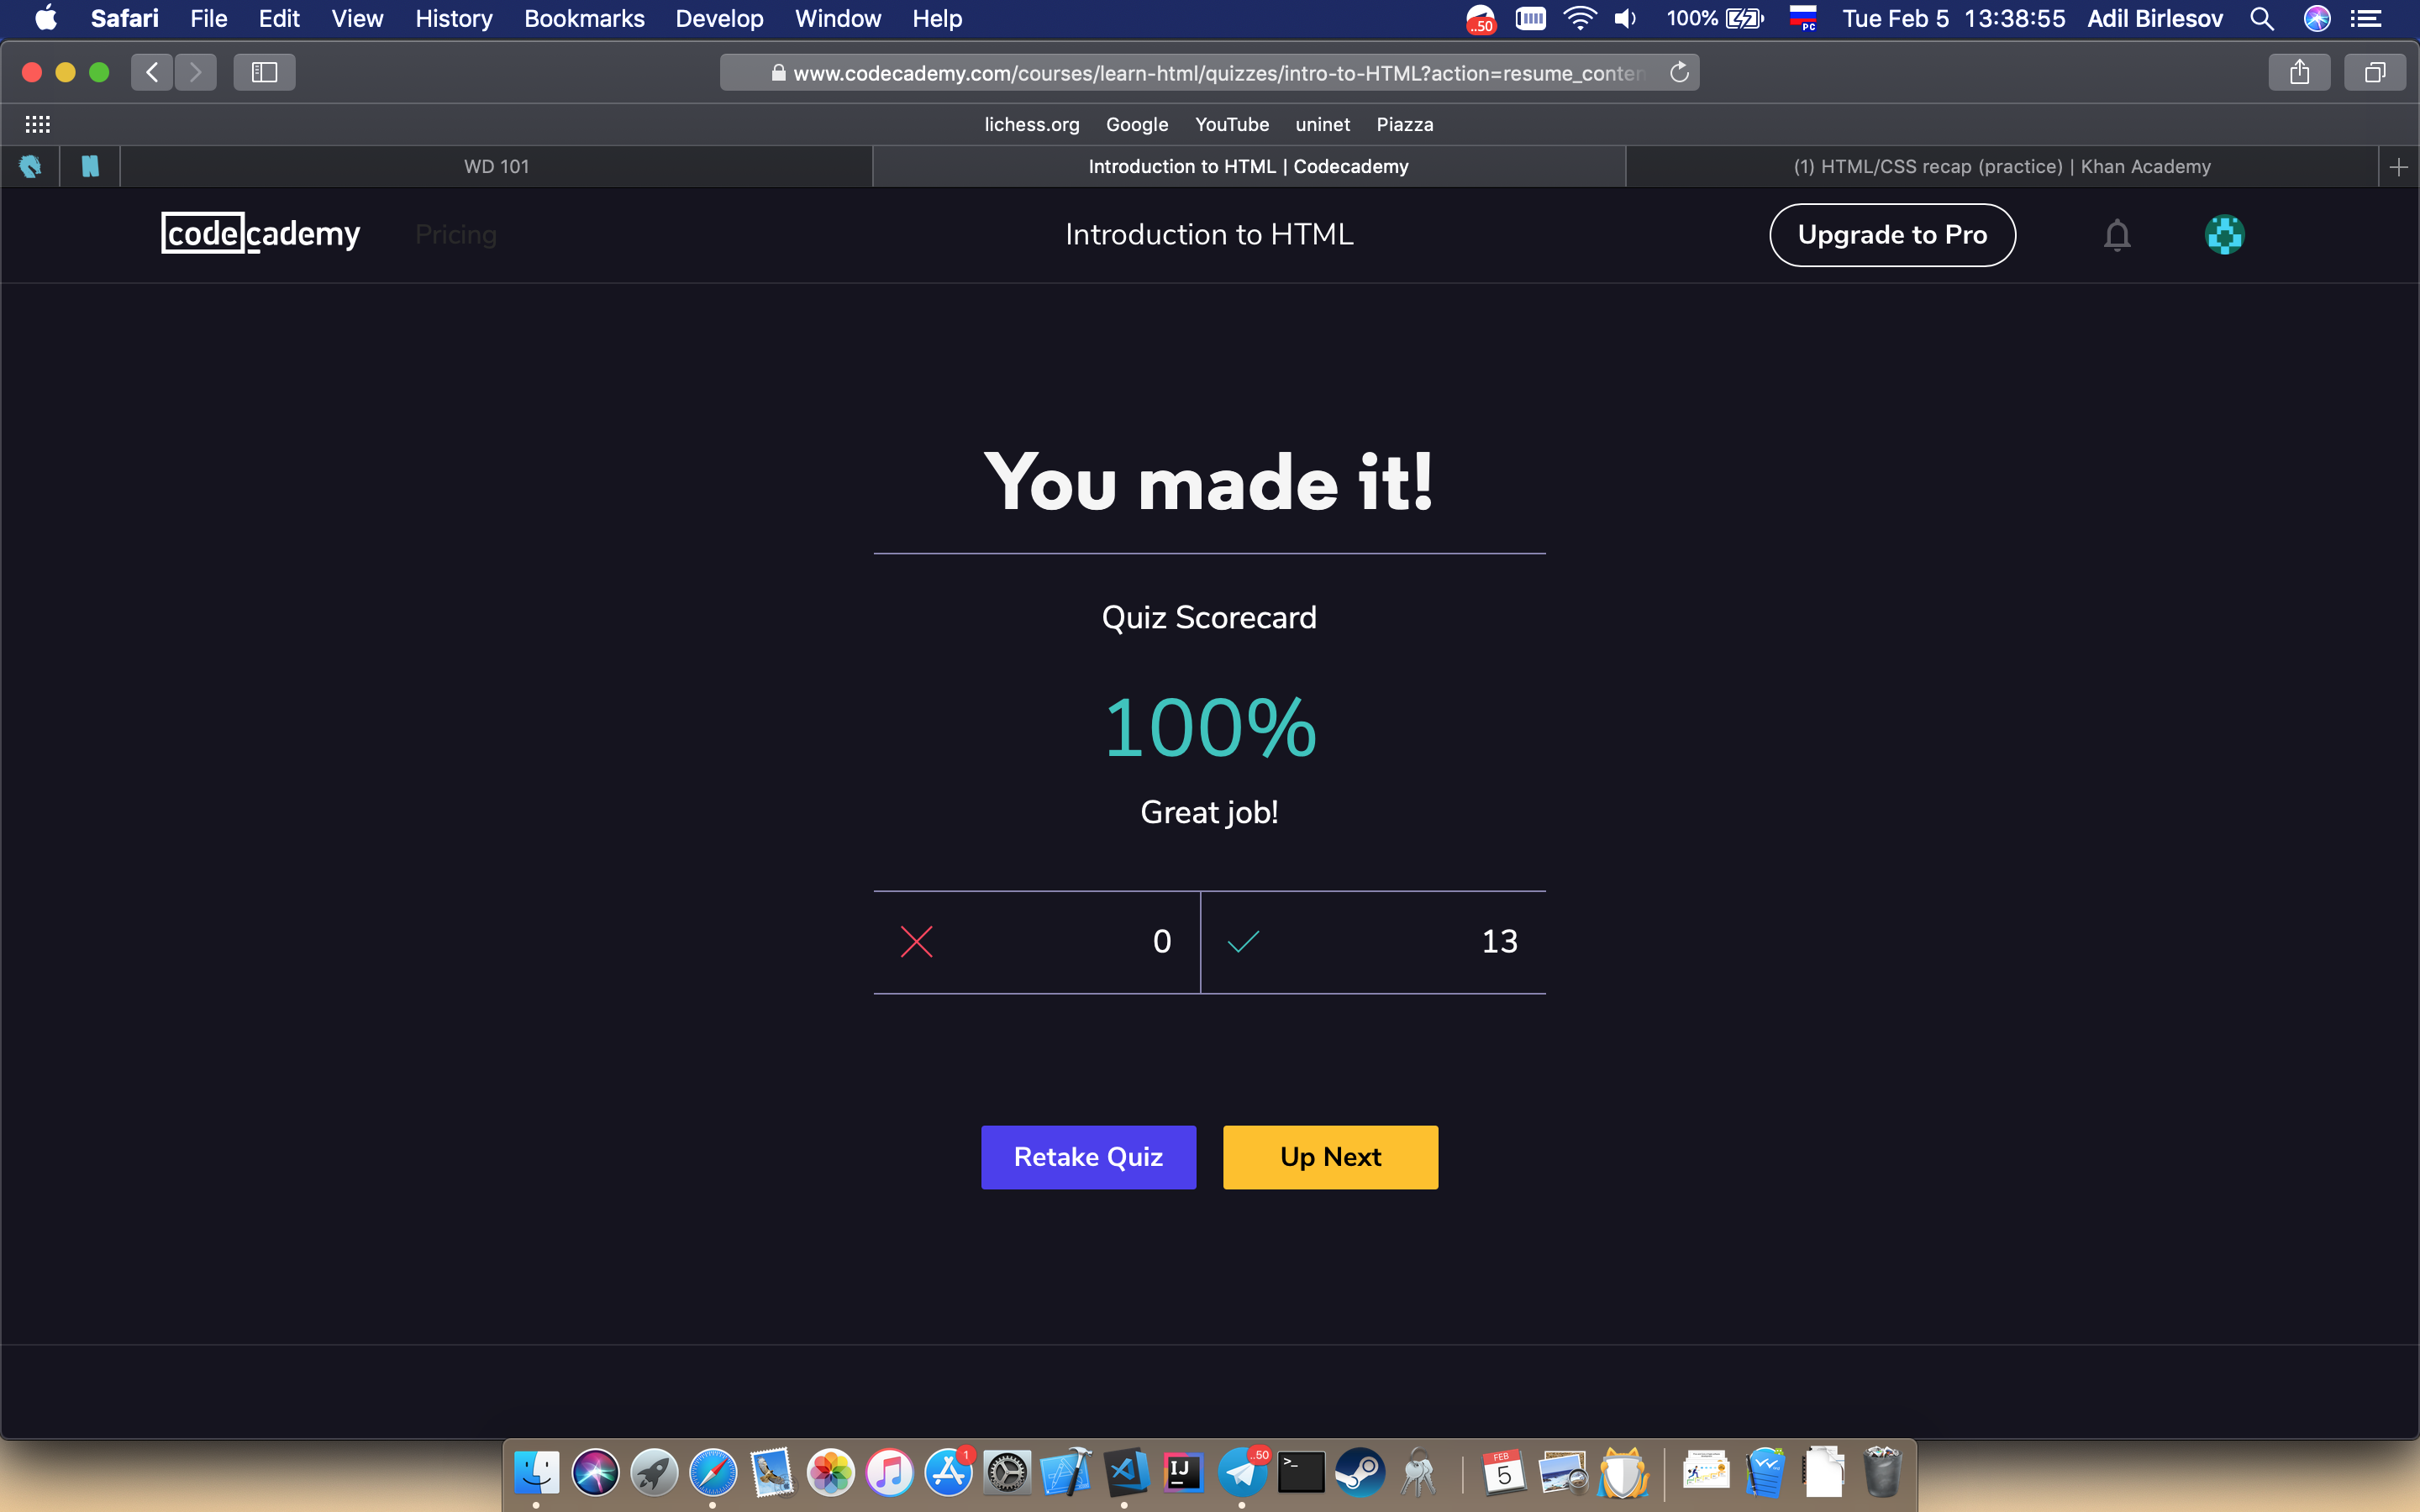 Safari File Edit View History Bookmarks Develop Window Help ..50 100% РС Tue Feb 5 13:38:55 Adil Birlesov
www.codecademy.com/courses/learn-html/quizzes/intro-to-HTML?action=resume_conten
lichess.org Google YouTube uninet Piazza
WD 101 Introduction to HTML | Codecademy (1) HTML/CSS recap (practice) | Khan Academy
codecademy Pricing Introduction to HTML Upgrade to Pro
You made it!
Quiz Scorecard
100%
Great job!
0 13
Retake Quiz Up Next
1 IJ ..50 >_ FEB 5